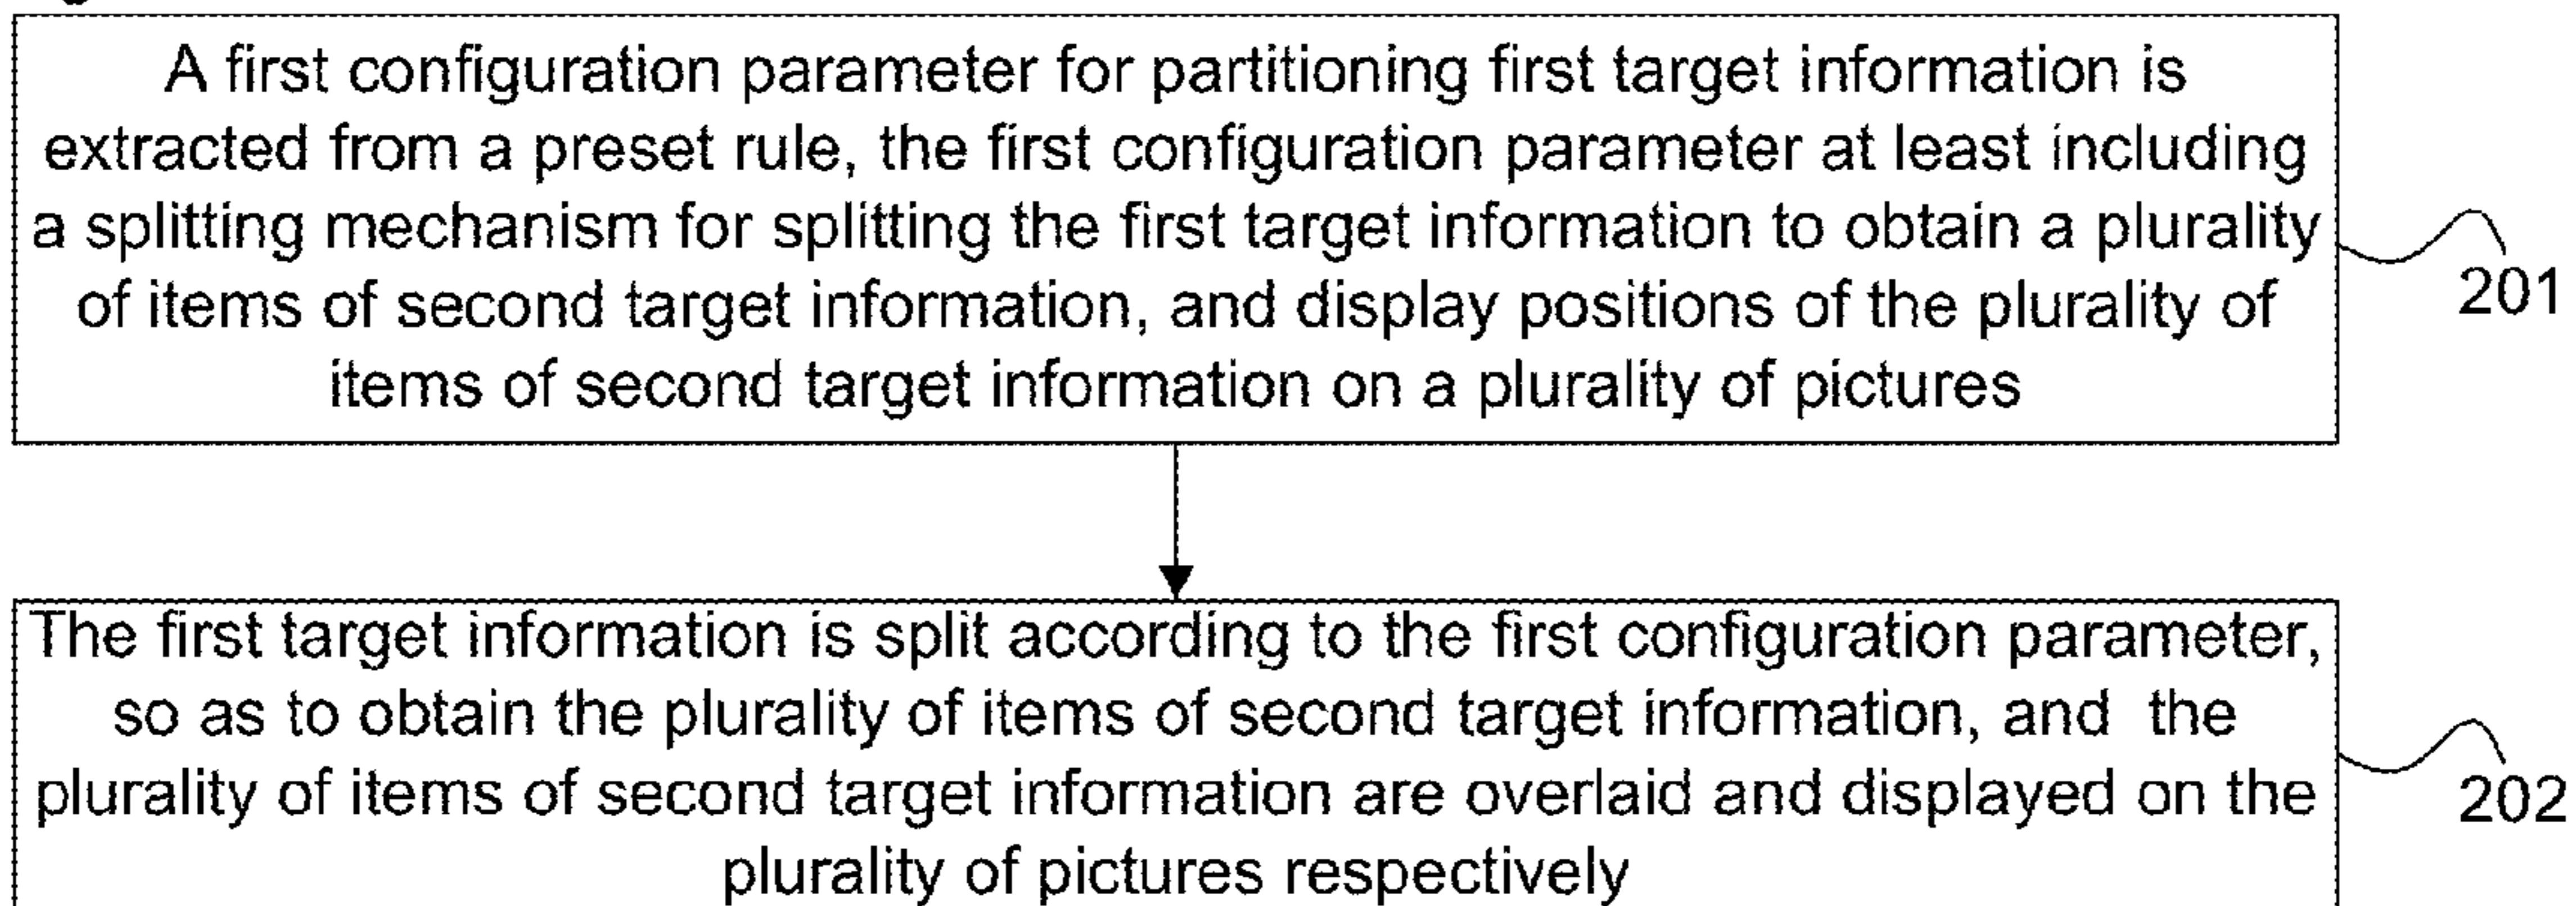 A first configuration parameter for partitioning first target information is
extracted from a preset rule, the first configuration parameter at least including
a splitting mechanism for splitting the first target information to obtain a plurality
of items of second target information, and display positions of the plurality of
items of second target information on a plurality of pictures
201
The first target information is split according to the first configuration parameter,
so as to obtain the plurality of items of second target information, and the
plurality of items of second target information are overlaid and displayed on the
plurality of pictures respectively
202